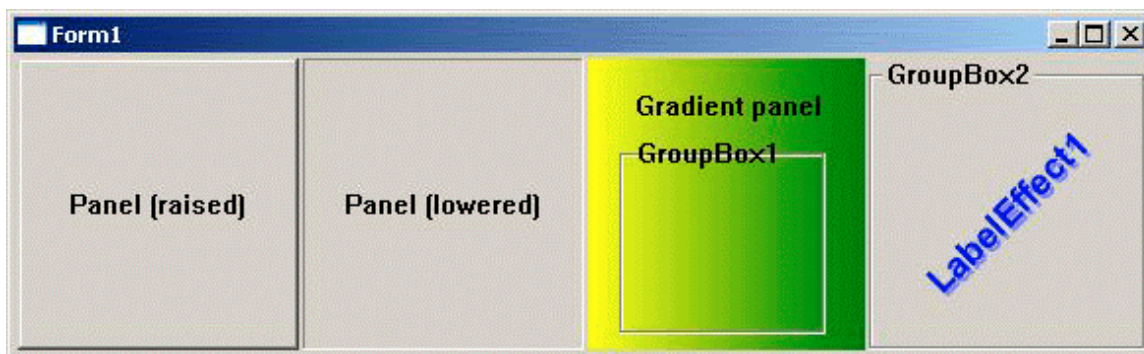 Form1
Panel (raised)
Panel (lowered)
Gradient panel
GroupBox1
GroupBox2
LabelEffect1